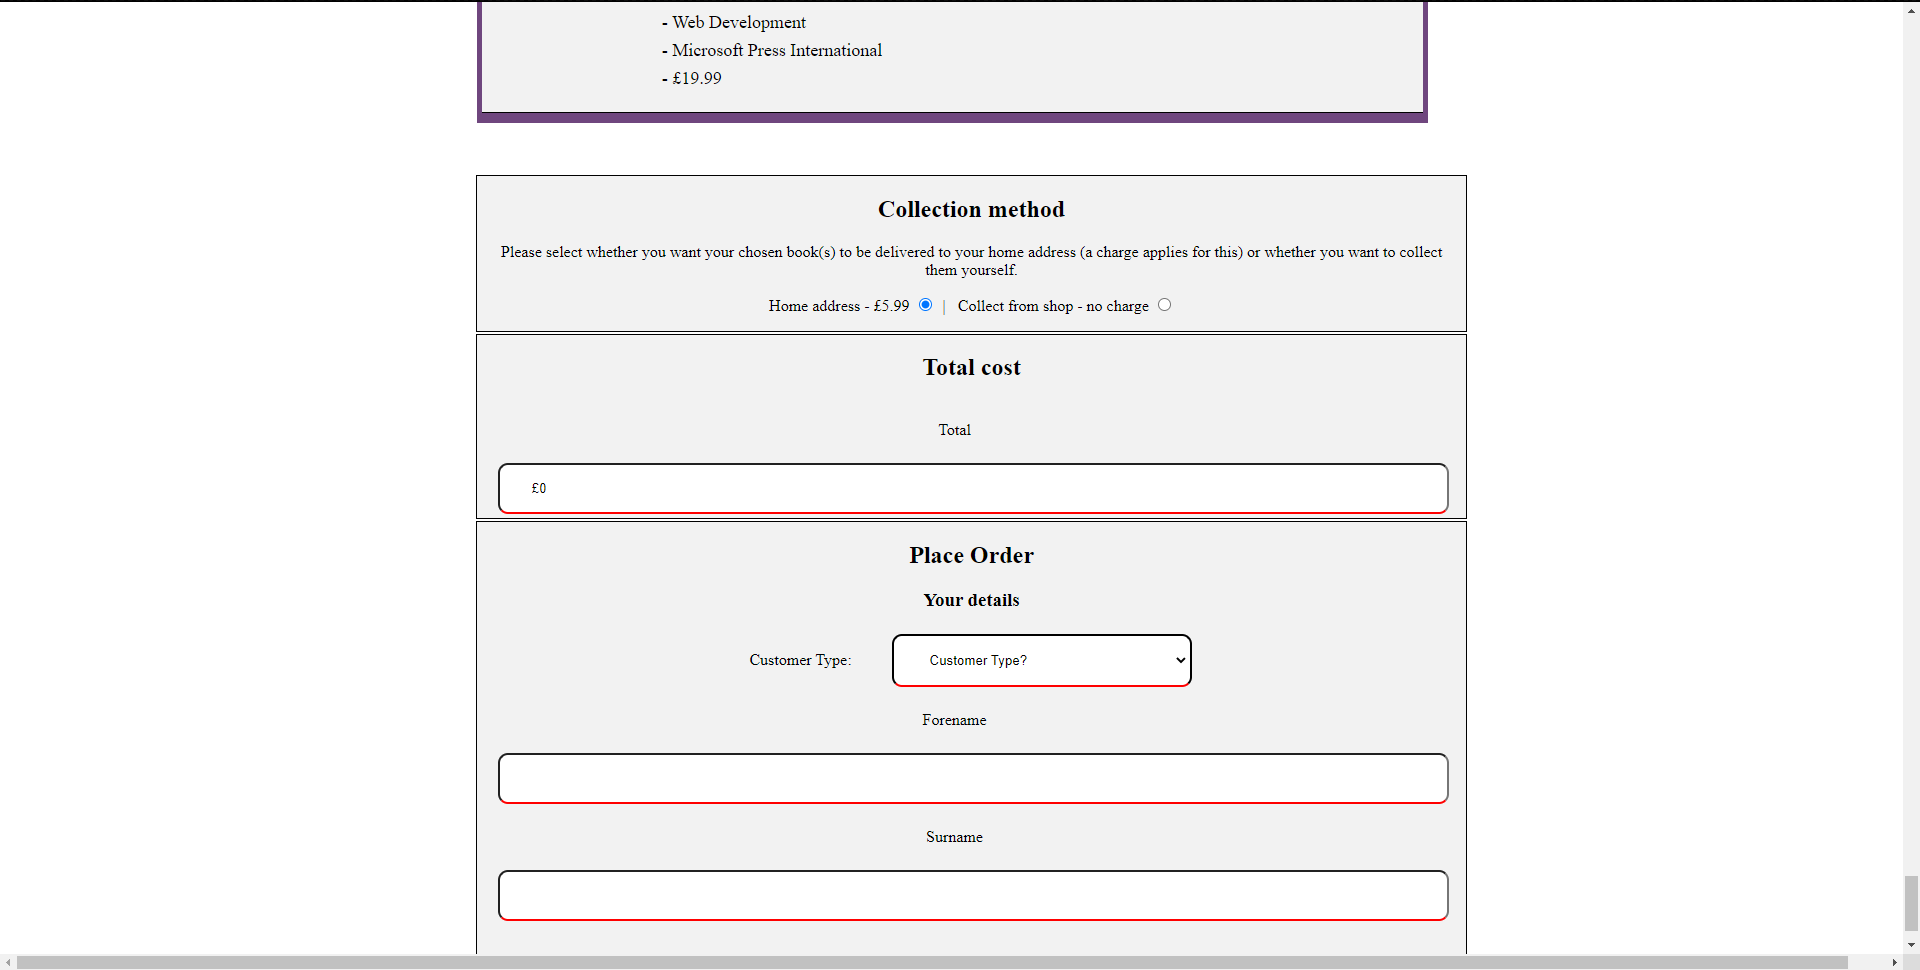 - Web Development
- Microsoft Press International
- £19.99
Collection method
Please select whether you want your chosen book(s) to be delivered to your home address (a charge applies for this) or whether you want to collect
them yourself.
Home address - £5.99 | Collect from shop - no charge
Total cost
Total
£0
Place Order
Your details
Customer Type: Customer Type?
Forename
Surname